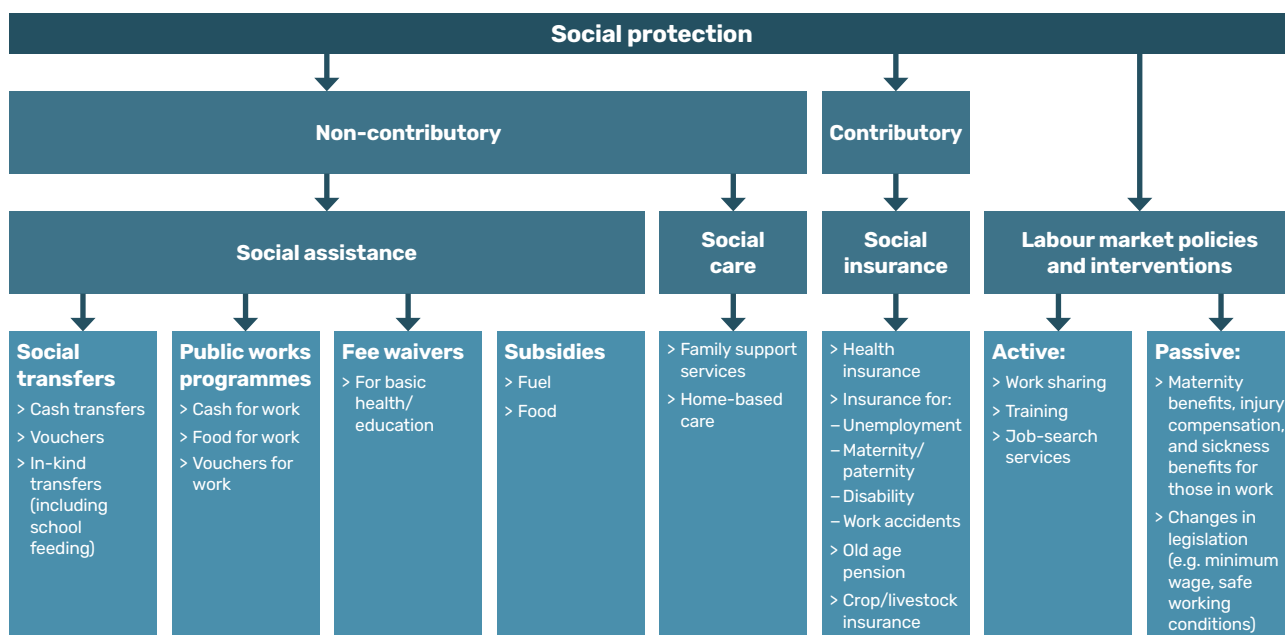 Social protection
Non-contributory
Contributory
Social assistance
Social
care
Social
insurance
Labour market policies
and interventions
Social
transfers
> Cash transfers
> Vouchers
> In-kind
transfers
(including
school
feeding)
Public works
programmes
> Cash for work
> Food for work
> Vouchers for
work
Fee waivers
> For basic
health/
education
Subsidies
> Fuel
> Food
> Family support
services
> Home-based
care
> Health
insurance
> Insurance for:
– Unemployment
– Maternity/
paternity
– Disability
– Work accidents
> Old age
pension
> Crop/livestock
insurance
Active:
> Work sharing
> Training
> Job-search
services
Passive:
> Maternity
benefits, injury
compensation,
and sickness
benefits for
those in work
> Changes in
legislation
(e.g. minimum
wage, safe
working
conditions)